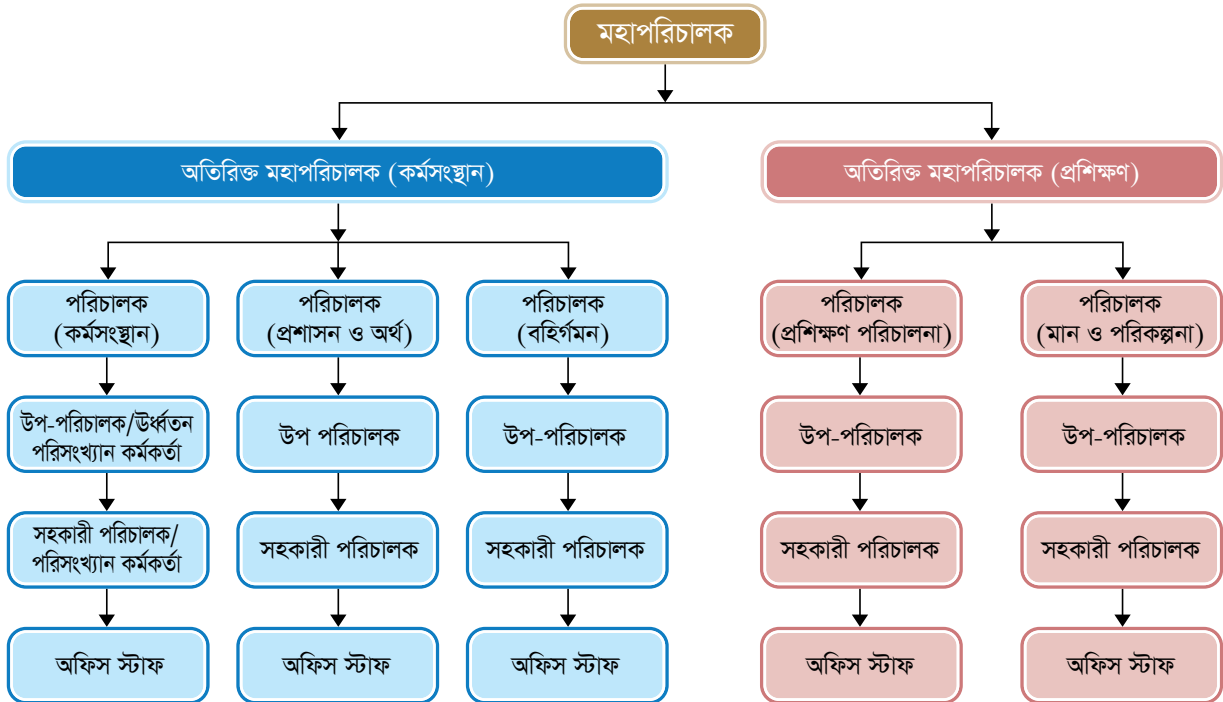 মহাপরিচালক
অতিরিক্ত মহাপরিচালক (কর্মসংস্থান)
অতিরিক্ত মহাপরিচালক (প্রশিক্ষণ)
পরিচালক
(কর্মসংস্থান)
পরিচালক
(প্রশাসন ও অর্থ)
পরিচালক
(বহির্গমন)
পরিচালক
(প্রশিক্ষণ পরিচালনা)
পরিচালক
(মান ও পরিকল্পনা)
উপ-পরিচালক/ঊর্ধ্বতন
পরিসংখ্যান কর্মকর্তা
উপ পরিচালক
উপ-পরিচালক
উপ-পরিচালক
উপ-পরিচালক
সহকারী পরিচালক/
পরিসংখ্যান কর্মকর্তা
সহকারী পরিচালক
সহকারী পরিচালক
সহকারী পরিচালক
সহকারী পরিচালক
অফিস স্টাফ
অফিস স্টাফ
অফিস স্টাফ
অফিস স্টাফ
অফিস স্টাফ